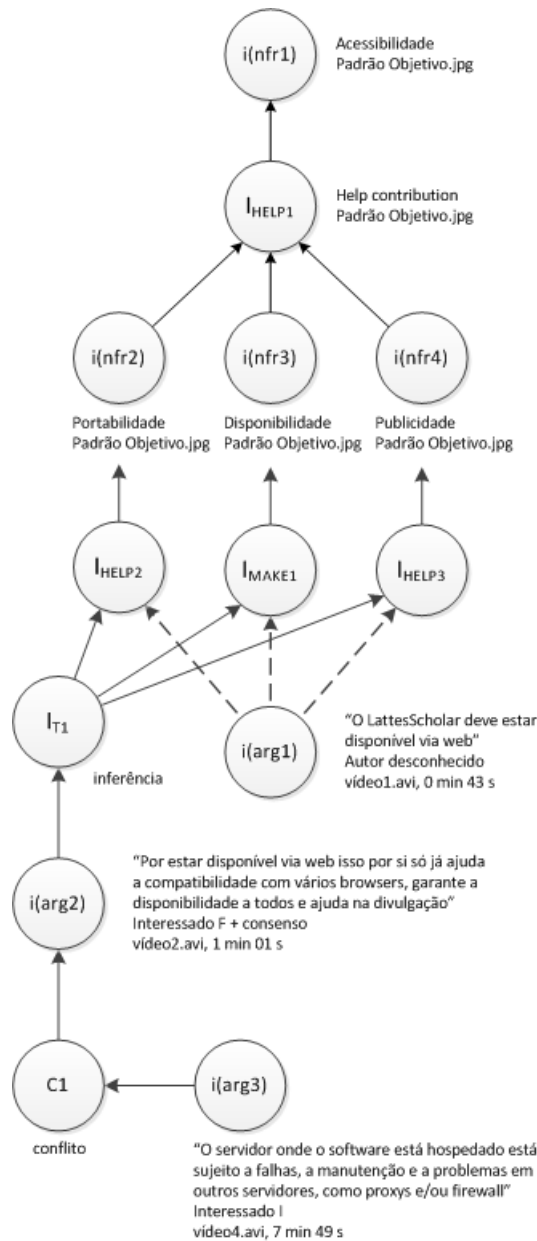 i(nfr1)
Acessibilidade
Padrão Objetivo.jpg
I HELP1
Help contribution
Padrão Objetivo.jpg
i(nfr2)
i(nfr3)
i(nfr4)
Portabilidade
Padrão Objetivo.jpg
Disponibilidade
Padrão Objetivo.jpg
Publicidade
Padrão Objetivo.jpg
I HELP2
I MAKE1
I HELP3
I T1
inferência
i(arg1)
"O LattesScholar deve estar
disponível via web"
Autor desconhecido
vídeo1.avi, 0 min 43 s
i(arg2)
"Por estar disponível via web isso por si só já ajuda
a compatibilidade com vários browsers, garante a
disponibilidade a todos e ajuda na divulgação"
Interessado F + consenso
vídeo2.avi, 1 min 01 s
C1
conflito
i(arg3)
"O servidor onde o software está hospedado está
sujeito a falhas, a manutenção e a problemas em
outros servidores, como proxys e/ou firewall"
Interessado I
vídeo4.avi, 7 min 49 s